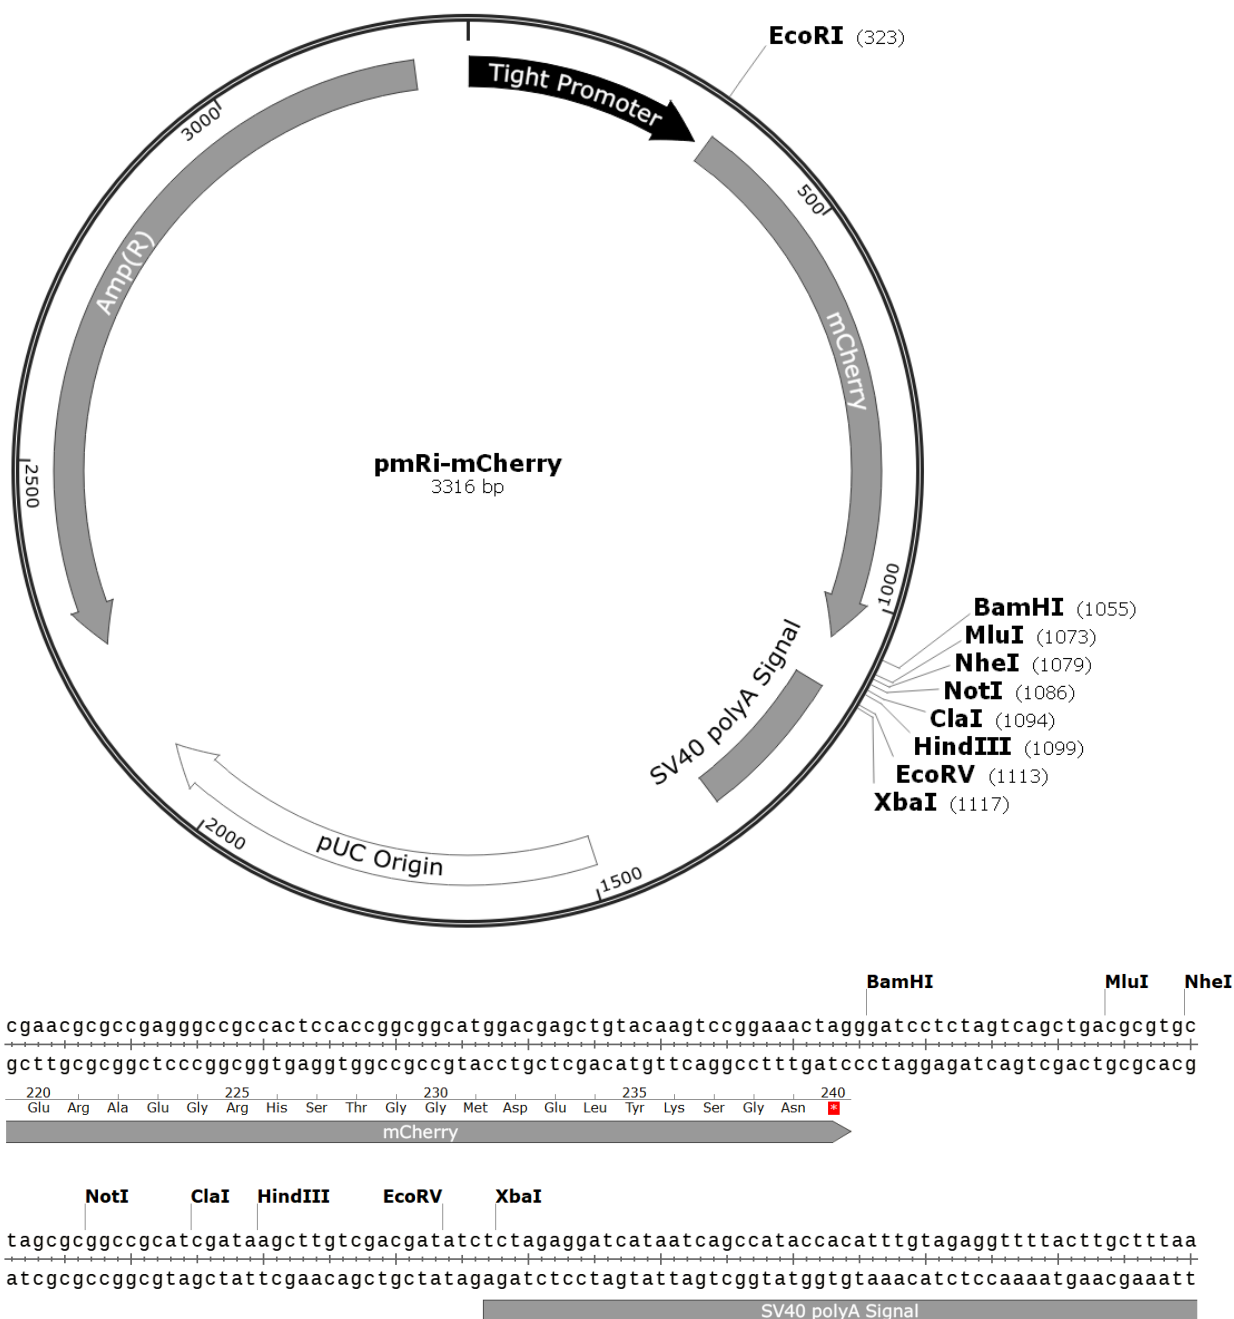 EcoRI (323)
Tight Promoter
3000
500
Amp(R)
mCherry
pmRi-mCherry
3316 bp
2500
1000
BamHI (1055)
MluI (1073)
NheI (1079)
NotI (1086)
ClaI (1094)
HindIII (1099)
EcoRV (1113)
XbaI (1117)
SV40 polyA Signal
2000
pUC Origin
1500
BamHI MluI NheI
cgaacgcgccgagggccgccactccaccggcggcatggacgagctgtacaagtccggaaactagggatcctctagtcagctgacgcgtgc
gcttgcgcggctcccggcggtgaggtggccgccgtacctgctcgacatgttcaggcctttgatccctaggagatcagtcgactgcgcacg
220 225 230 235 240
Glu Arg Ala Glu Gly Arg His Ser Thr Gly Gly Met Asp Glu Leu Tyr Lys Ser Gly Asn *
mCherry
NotI ClaI HindIII EcoRV XbaI
tagcgcggccgcatcgataagcttgtcgacgatatctctagaggatcataatcagccataccacatttgtagaggttttacttgctttaa
atcgcgccggcgtagctattcgaacagctgctatagagatctcctagtattagtcggtatggtgtaaacatctccaaaatgaacgaaatt
SV40 polyA Signal